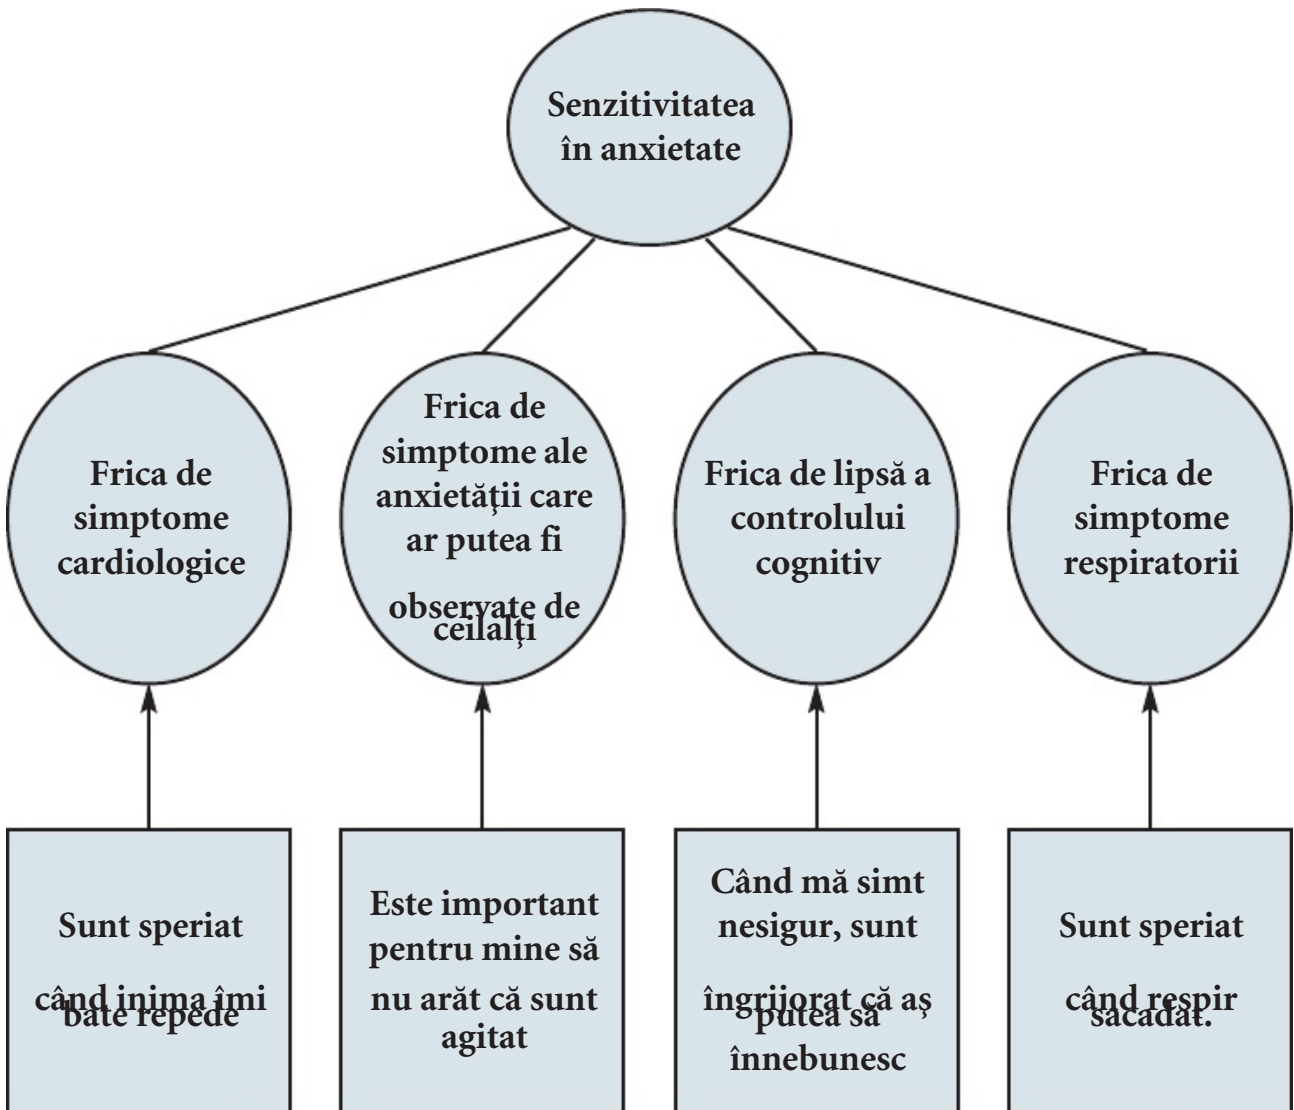 Senzitivitatea
în anxietate
Frica de
simptome
cardiologice
Frica de
simptome ale
anxietăţii care
ar putea fi
observate de
ceilalţi
Frica de lipsă a
controlului
cognitiv
Frica de
simptome
respiratorii
Sunt speriat
când inima îmi
bate repede
Este important
pentru mine să
nu arăt că sunt
agitat
Când mă simt
nesigur, sunt
îngrijorat că aş
putea să
înnebunesc
Sunt speriat
când respir
sacadat.